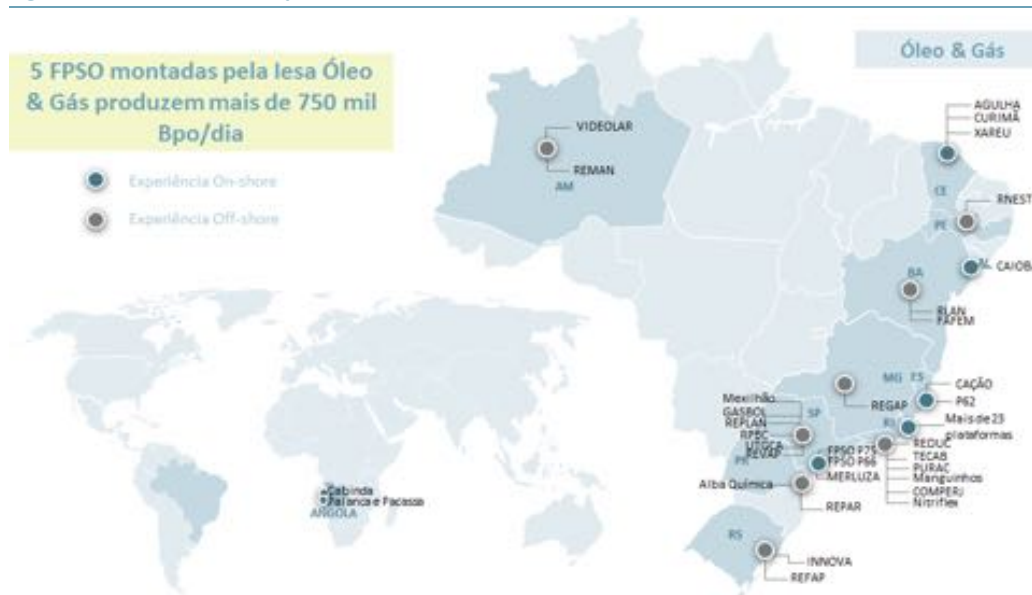 5 FPSO montadas pela Iesa Óleo
& Gás produzem mais de 750 mil
Bpo/dia
Óleo & Gás
Experiência On-shore
Experiência Off-shore
VIDEOLAR
REMAN
AM
AGULHA
CURIMÃ
XAREU
CE
RNEST
PE
AL
CAIOB
BA
RLAN
FAFEM
MG
ES
CAÇÃO
P62
REGAP
RJ
Mais de 23
plataformas
Mexilhão
GASBOL
REPLAN
RPBC
UTGCA
REVAP
SP
FPSO P75
FPSO P66
MERLUZA
REDUC
TECAB
PURAC
Manguinhos
COMPERJ
Nitriflex
PR
Alba Química
REPAR
RS
INNOVA
REFAP
Cabinda
Palanca e Pacassa
ANGOLA